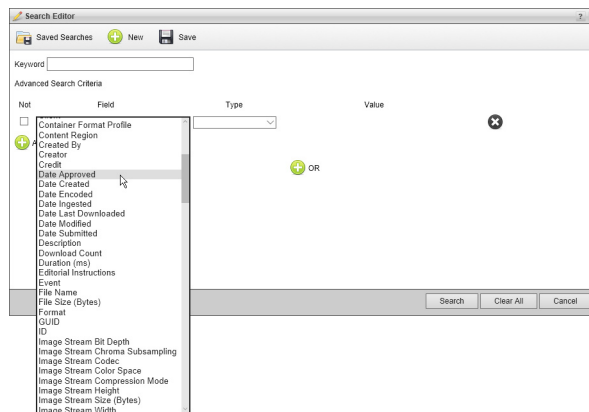 Search Editor
?
Saved Searches New Save
Keyword
Advanced Search Criteria
Not Field Type Value
Container Format Profile
Content Region
Created By
Creator
Credit
Date Approved
Date Created
Date Encoded
Date Ingested
Date Last Downloaded
Date Modified
Date Submitted
Description
Download Count
Duration (ms)
Editorial Instructions
Event
File Name
File Size (Bytes)
Format
GUID
ID
Image Stream Bit Depth
Image Stream Chroma Subsampling
Image Stream Codec
Image Stream Color Space
Image Stream Compression Mode
Image Stream Height
Image Stream Size (Bytes)
Image Stream Width
OR
Search Clear All Cancel